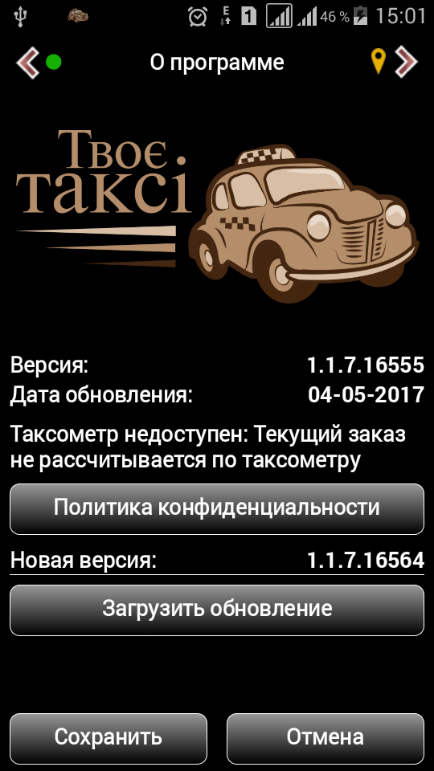 E
1
46 %
15:01
О программе
Твоє
таксі
Версия: 1.1.7.16555
Дата обновления: 04-05-2017
Таксометр недоступен: Текущий заказ
не рассчитывается по таксометру
Политика конфиденциальности
Новая версия: 1.1.7.16564
Загрузить обновление
Сохранить
Отмена